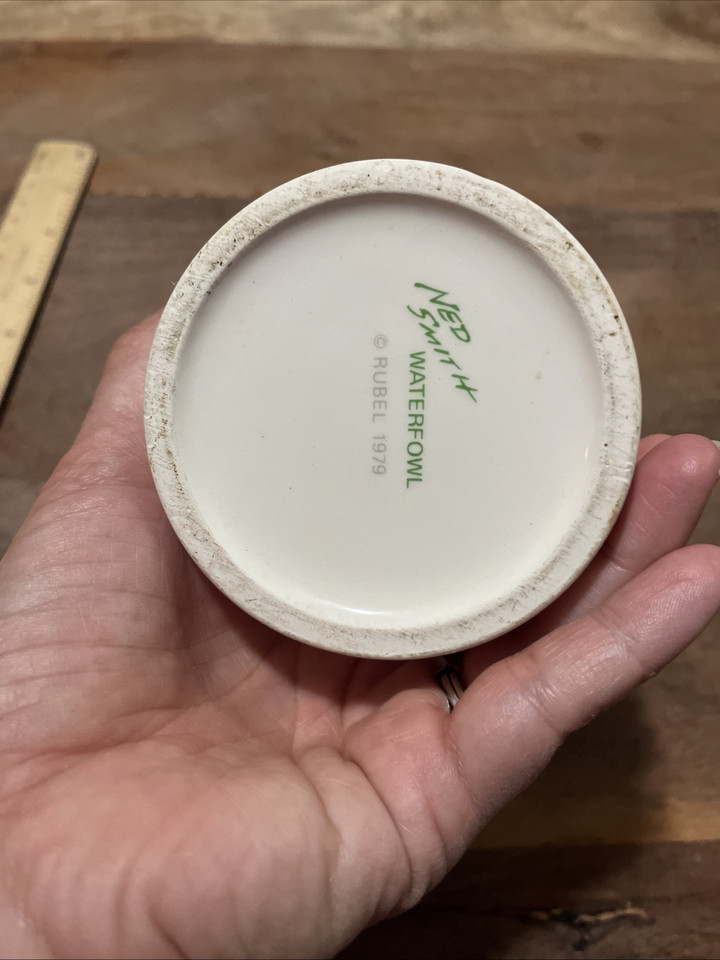 NED
SMITH
WATERFOWL
© RUBEL 1979